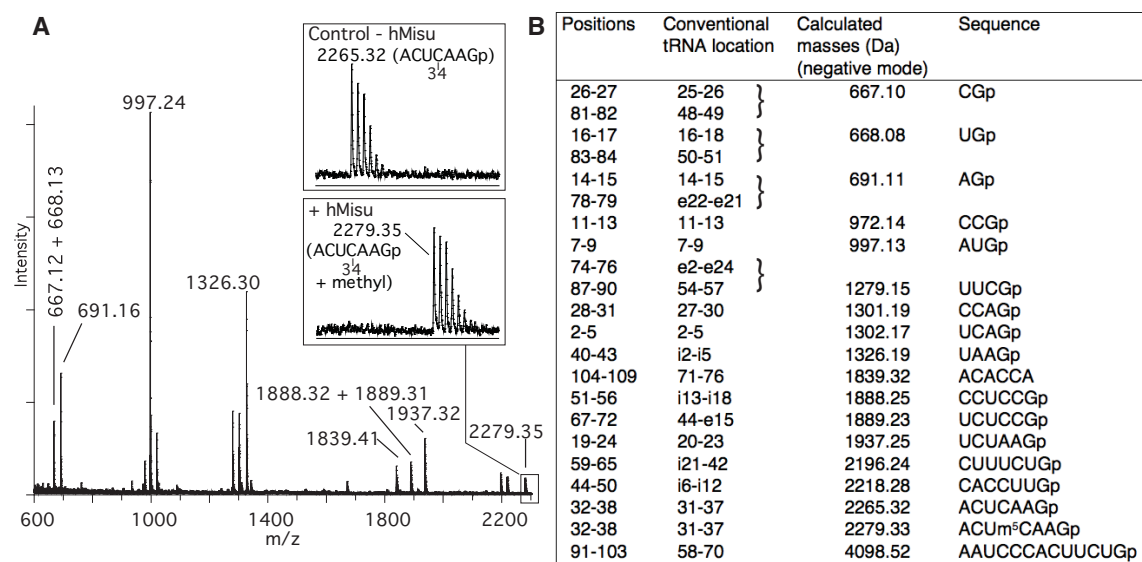 A
Control - hMisu
2265.32 (ACUCAAGp)
34
+ hMisu
2279.35
(ACUCAAGp
34
+ methyl)
997.24
667.12 + 668.13
691.16
1326.30
1888.32 + 1889.31
1937.32
1839.41
2279.35
Intensity
600 1000 1400 1800 2200
m/z
B
Positions Conventional tRNA location Calculated masses (Da) (negative mode) Sequence
26-27 25-26 } 667.10 CGp
81-82 48-49
16-17 16-18 } 668.08 UGp
83-84 50-51
14-15 14-15 } 691.11 AGp
78-79 e22-e21
11-13 11-13 972.14 CCGp
7-9 7-9 997.13 AUGp
74-76 e2-e24 }
87-90 54-57 1279.15 UUCGp
28-31 27-30 1301.19 CCAGp
2-5 2-5 1302.17 UCAGp
40-43 i2-i5 1326.19 UAAGp
104-109 71-76 1839.32 ACACCA
51-56 i13-i18 1888.25 CCUCCGp
67-72 44-e15 1889.23 UCUCCGp
19-24 20-23 1937.25 UCUAAGp
59-65 i21-42 2196.24 CUUUCUGp
44-50 i6-i12 2218.28 CACCUUGp
32-38 31-37 2265.32 ACUCAAGp
32-38 31-37 2279.33 ACUm⁵CAAGp
91-103 58-70 4098.52 AAUCCCACUUCUGp